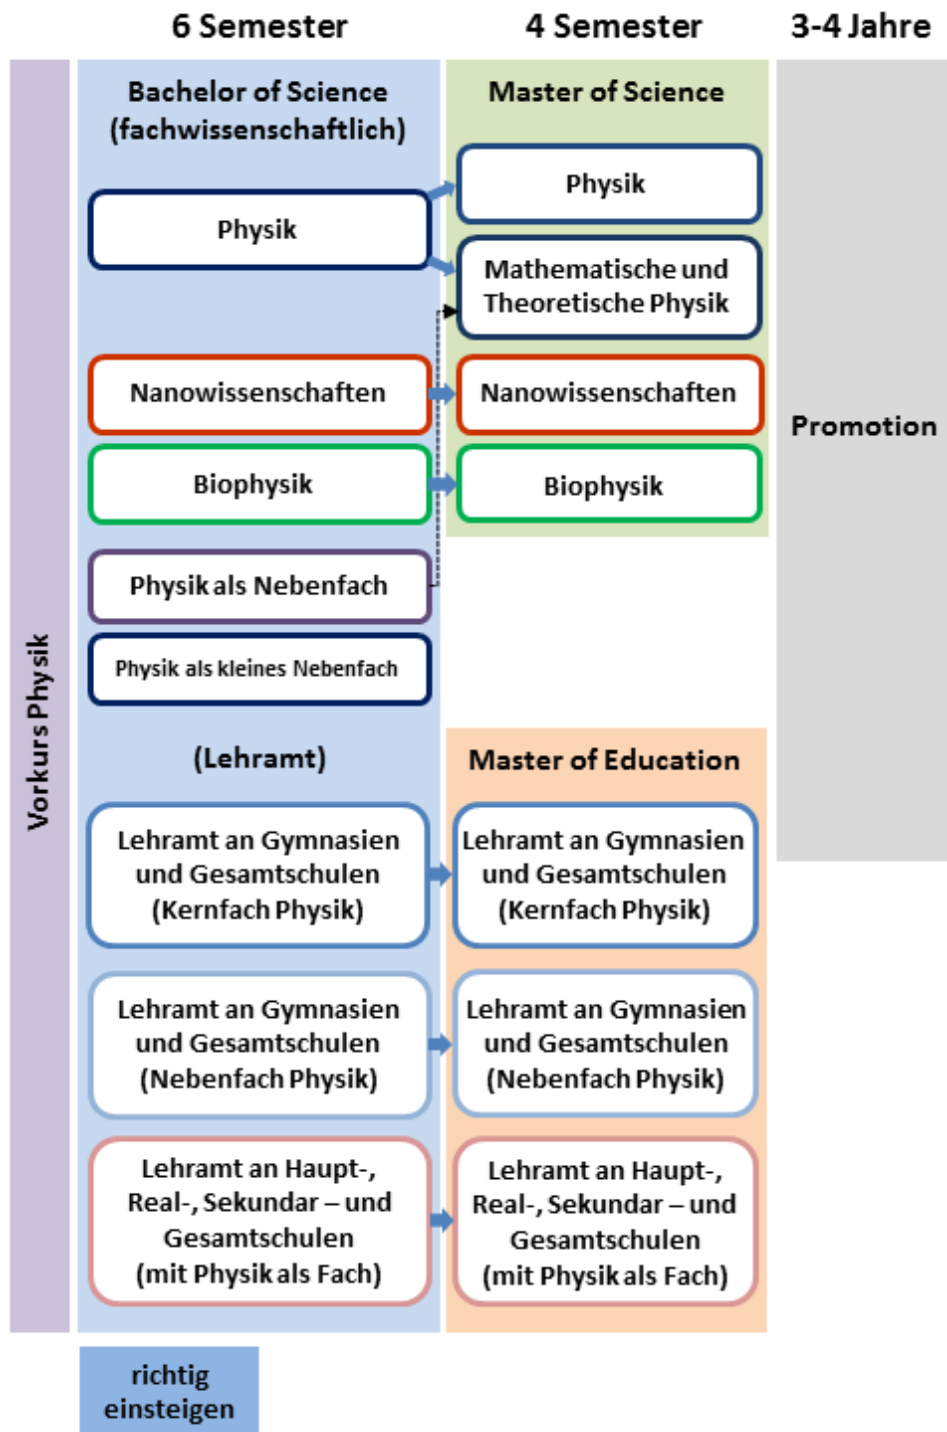 6 Semester
4 Semester
3-4 Jahre
Vorkurs Physik
Bachelor of Science
(fachwissenschaftlich)
Physik
Nanowissenschaften
Biophysik
Physik als Nebenfach
Physik als kleines Nebenfach
(Lehramt)
Lehramt an Gymnasien
und Gesamtschulen
(Kernfach Physik)
Lehramt an Gymnasien
und Gesamtschulen
(Nebenfach Physik)
Lehramt an Haupt-,
Real-, Sekundar – und
Gesamtschulen
(mit Physik als Fach)
Master of Science
Physik
Mathematische und
Theoretische Physik
Nanowissenschaften
Biophysik
Master of Education
Lehramt an Gymnasien
und Gesamtschulen
(Kernfach Physik)
Lehramt an Gymnasien
und Gesamtschulen
(Nebenfach Physik)
Lehramt an Haupt-,
Real-, Sekundar – und
Gesamtschulen
(mit Physik als Fach)
Promotion
richtig
einsteigen